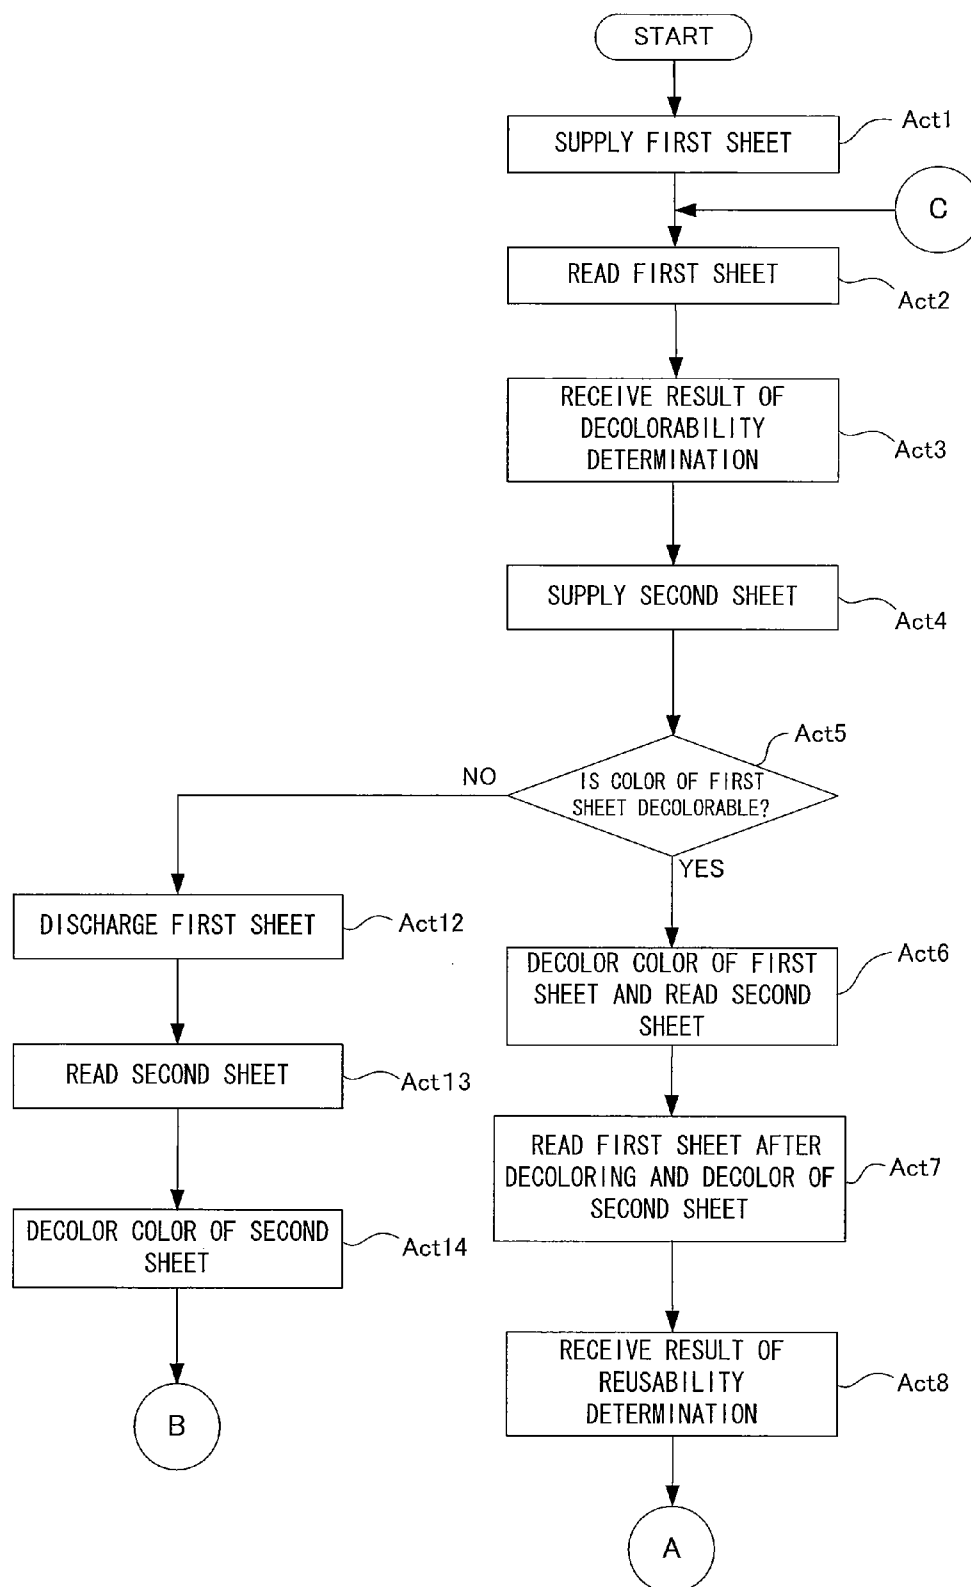 START
SUPPLY FIRST SHEET
Act1
C
READ FIRST SHEET
Act2
RECEIVE RESULT OF
DECOLORABILITY
DETERMINATION
Act3
SUPPLY SECOND SHEET
Act4
IS COLOR OF FIRST
SHEET DECOLORABLE?
Act5
NO
YES
DISCHARGE FIRST SHEET
Act12
READ SECOND SHEET
Act13
DECOLOR COLOR OF SECOND
SHEET
Act14
B
DECOLOR COLOR OF FIRST
SHEET AND READ SECOND
SHEET
Act6
READ FIRST SHEET AFTER
DECOLORING AND DECOLOR OF
SECOND SHEET
Act7
RECEIVE RESULT OF
REUSABILITY
DETERMINATION
Act8
A